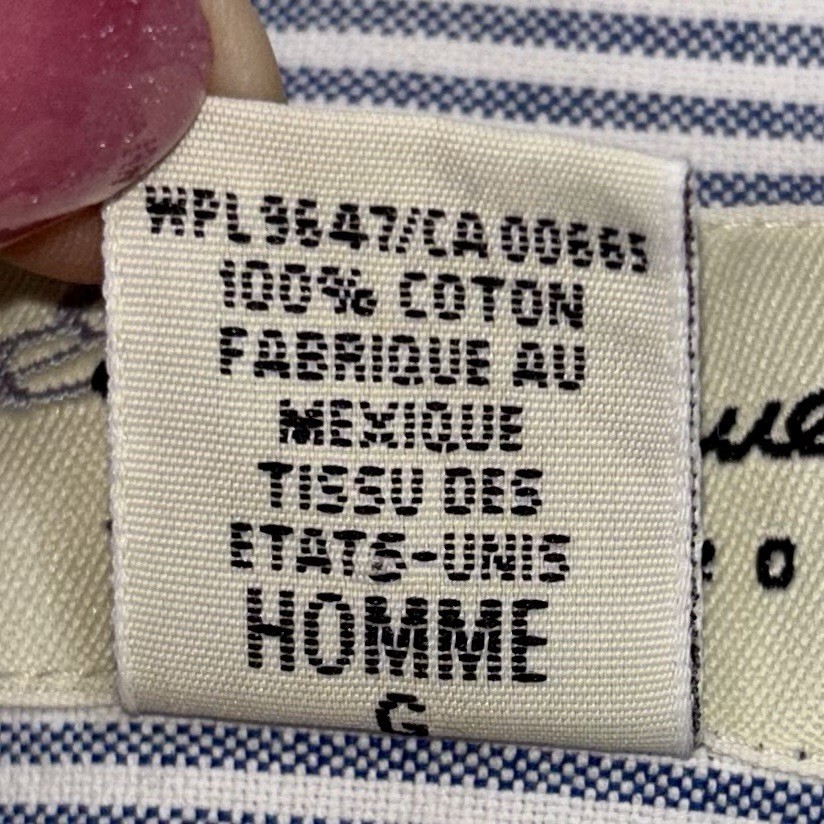 WPL9647/CA00665
100% COTON
FABRIQUE AU
MEXIQUE
TISSU DES
ETATS-UNIS
HOMME
G